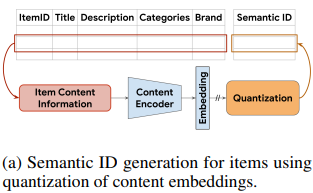 ItemID Title Description Categories Brand Semantic ID
Item Content
Information
Content
Encoder
Embedding
//
Quantization
(a) Semantic ID generation for items using
quantization of content embeddings.